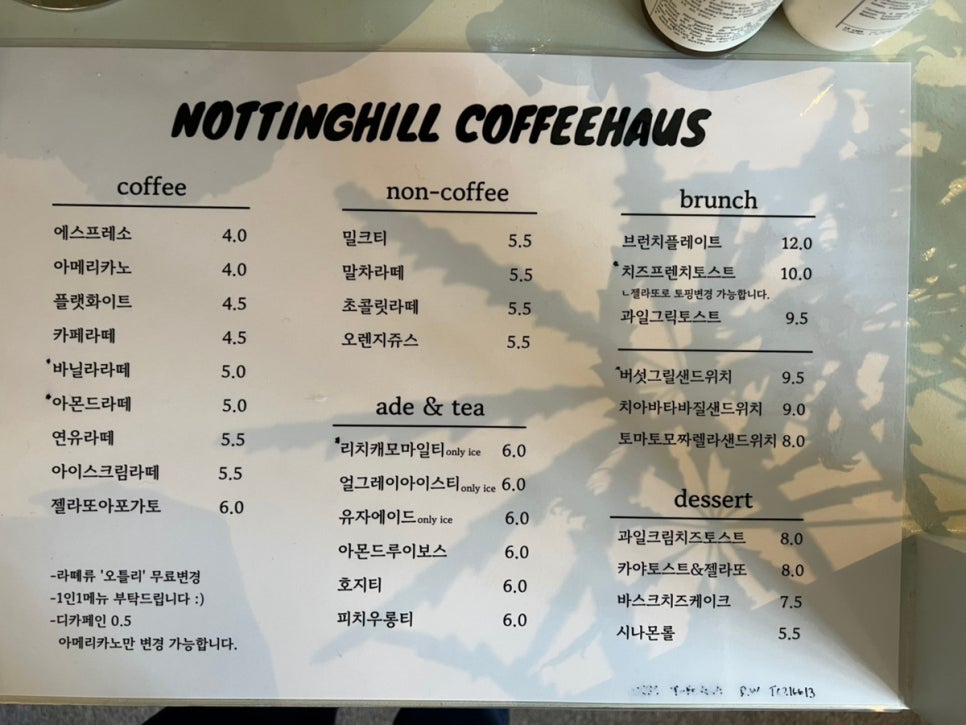 NOTTINGHILL COFFEEHAUS
coffee
에스프레소 4.0
아메리카노 4.0
플랫화이트 4.5
카페라떼 4.5
*바닐라라떼 5.0
*아몬드라떼 5.0
연유라떼 5.5
아이스크림라떼 5.5
젤라또아포가토 6.0
-라떼류 '오틀리' 무료변경
-1인1메뉴 부탁드립니다 :)
-디카페인 0.5
아메리카노만 변경 가능합니다.
non-coffee
밀크티 5.5
말차라떼 5.5
초콜릿라떼 5.5
오렌지쥬스 5.5
ade & tea
*리치캐모마일티only ice 6.0
얼그레이아이스티only ice 6.0
유자에이드only ice 6.0
아몬드루이보스 6.0
호지티 6.0
피치우롱티 6.0
brunch
브런치플레이트 12.0
*치즈프렌치토스트 10.0
ㄴ젤라또로 토핑변경 가능합니다.
과일그릭토스트 9.5
*버섯그릴샌드위치 9.5
치아바타바질샌드위치 9.0
토마토모짜렐라샌드위치 8.0
dessert
과일크림치즈토스트 8.0
카야토스트&젤라또 8.0
바스크치즈케이크 7.5
시나몬롤 5.5